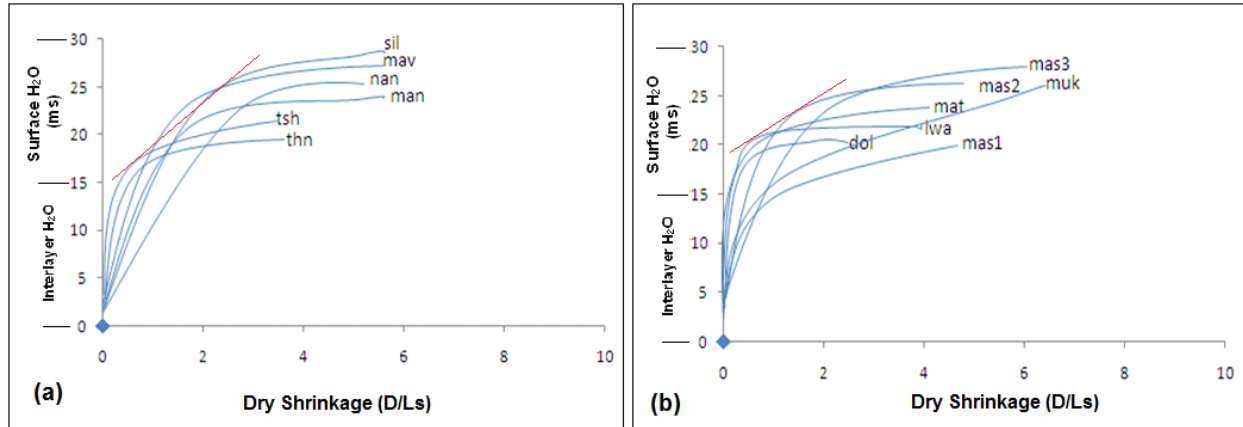 30
25
20
15
10
5
0
Surface H₂O
(ms)
Interlayer H₂O
sil
mav
nan
man
tsh
thn
0 2 4 6 8 10
(a)
Dry Shrinkage (D/Ls)
30
25
20
15
10
5
0
Surface H₂O
(ms)
Interlayer H₂O
mas3
mas2 muk
mat
lwa
dol
mas1
0 2 4 6 8 10
(b)
Dry Shrinkage (D/Ls)